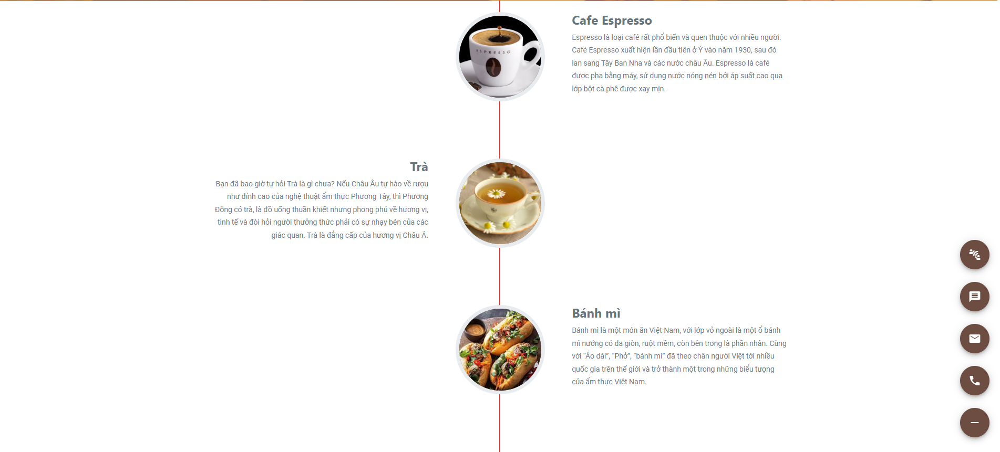 ESPRESSO
Cafe Espresso
Espresso là loại café rất phổ biến và quen thuộc với nhiều người.
Café Espresso xuất hiện lần đầu tiên ở Ý vào năm 1930, sau đó
lan sang Tây Ban Nha và các nước châu Âu. Espresso là café
được pha bằng máy, sử dụng nước nóng nén bởi áp suất cao qua
lớp bột cà phê được xay mịn.
Trà
Bạn đã bao giờ tự hỏi Trà là gì chưa? Nếu Châu Âu tự hào về rượu
như đỉnh cao của nghệ thuật ẩm thực Phương Tây, thì Phương
Đông có trà, là đồ uống thuần khiết nhưng phong phú về hương vị,
tinh tế và đòi hỏi người thưởng thức phải có sự nhạy bén của các
giác quan. Trà là đẳng cấp của hương vị Châu Á.
Bánh mì
Bánh mì là một món ăn Việt Nam, với lớp vỏ ngoài là một ổ bánh
mì nướng có da giòn, ruột mềm, còn bên trong là phần nhân. Cùng
với “Áo dài”, “Phở”, “bánh mì” đã theo chân người Việt tới nhiều
quốc gia trên thế giới và trở thành một trong những biểu tượng
của ẩm thực Việt Nam.